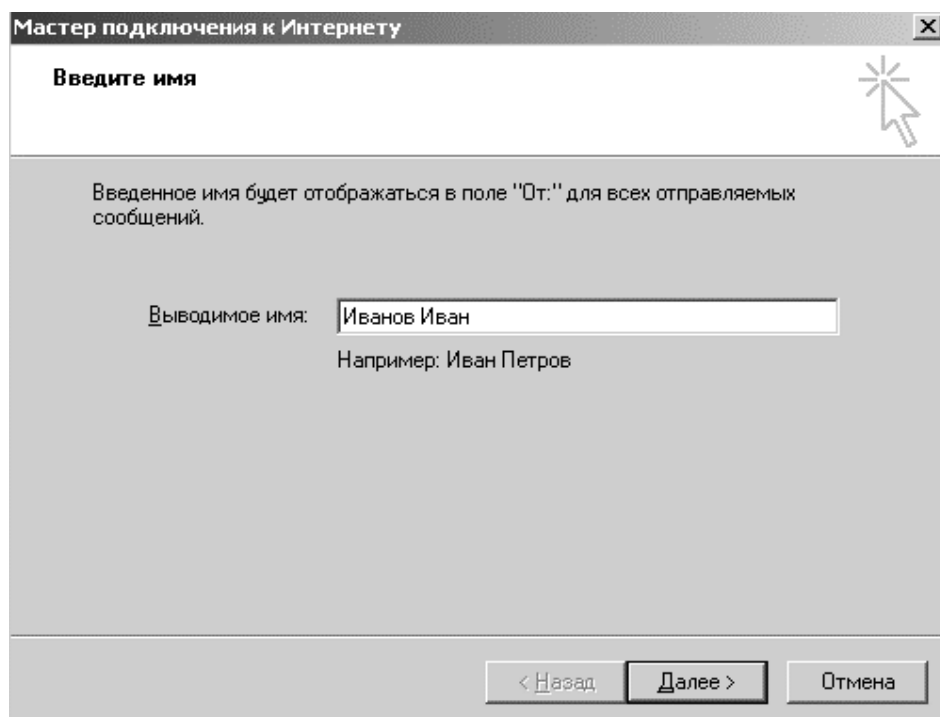 Мастер подключения к Интернету
Введите имя
Введенное имя будет отображаться в поле "От:" для всех отправляемых
сообщений.
Выводимое имя: Иванов Иван
Например: Иван Петров
< Назад Далее > Отмена